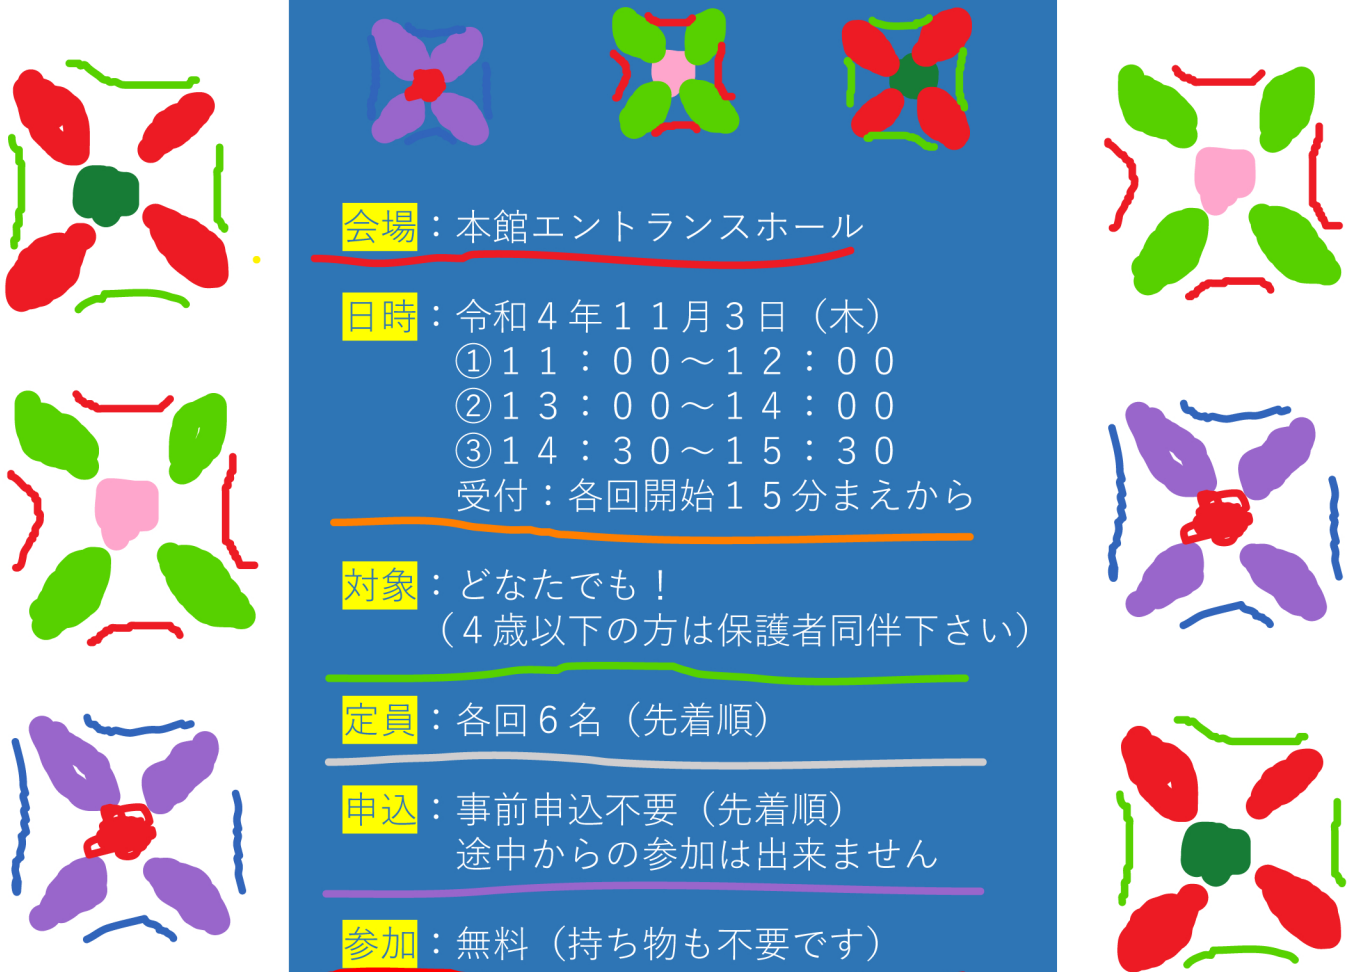 会場：本館エントランスホール
日時：令和４年１１月３日（木）
①１１：００～１２：００
②１３：００～１４：００
③１４：３０～１５：３０
受付：各回開始１５分まえから
対象：どなたでも！
（４歳以下の方は保護者同伴下さい）
定員：各回６名（先着順）
申込：事前申込不要（先着順）
途中からの参加は出来ません
参加：無料（持ち物も不要です）